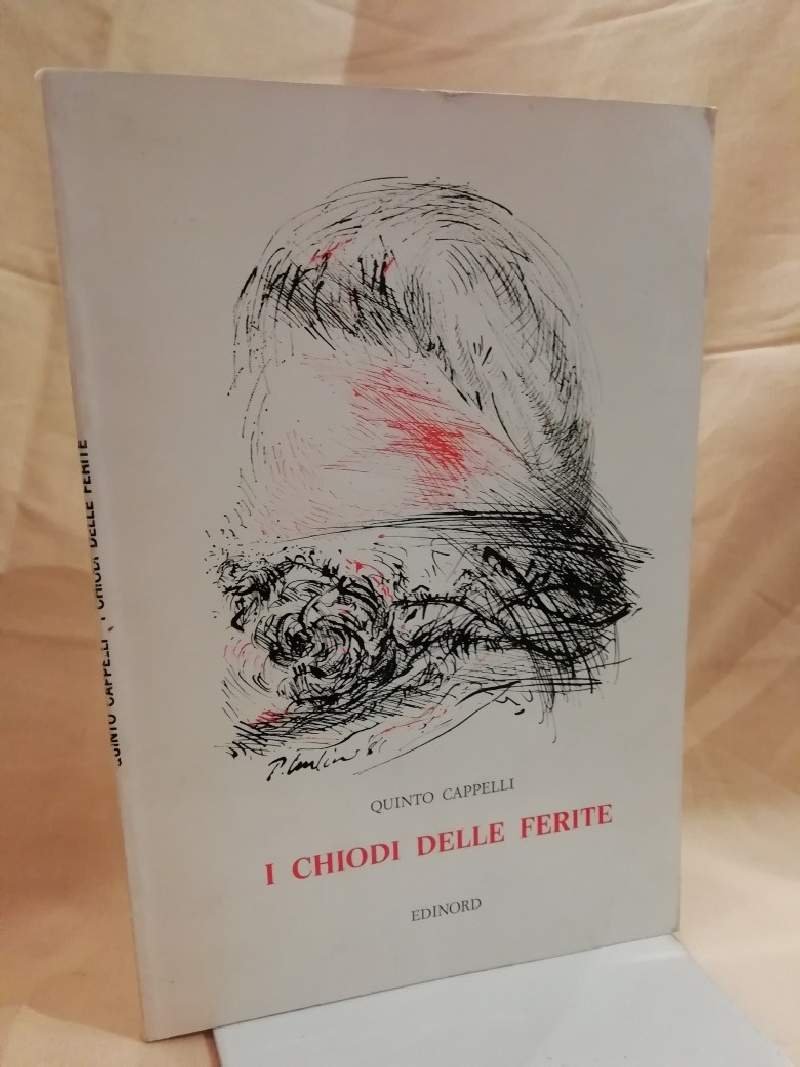 QUINTO CAPPELLI
I CHIODI DELLE FERITE
EDINORD
QUINTO CAPPELLI I CHIODI DELLE FERITE